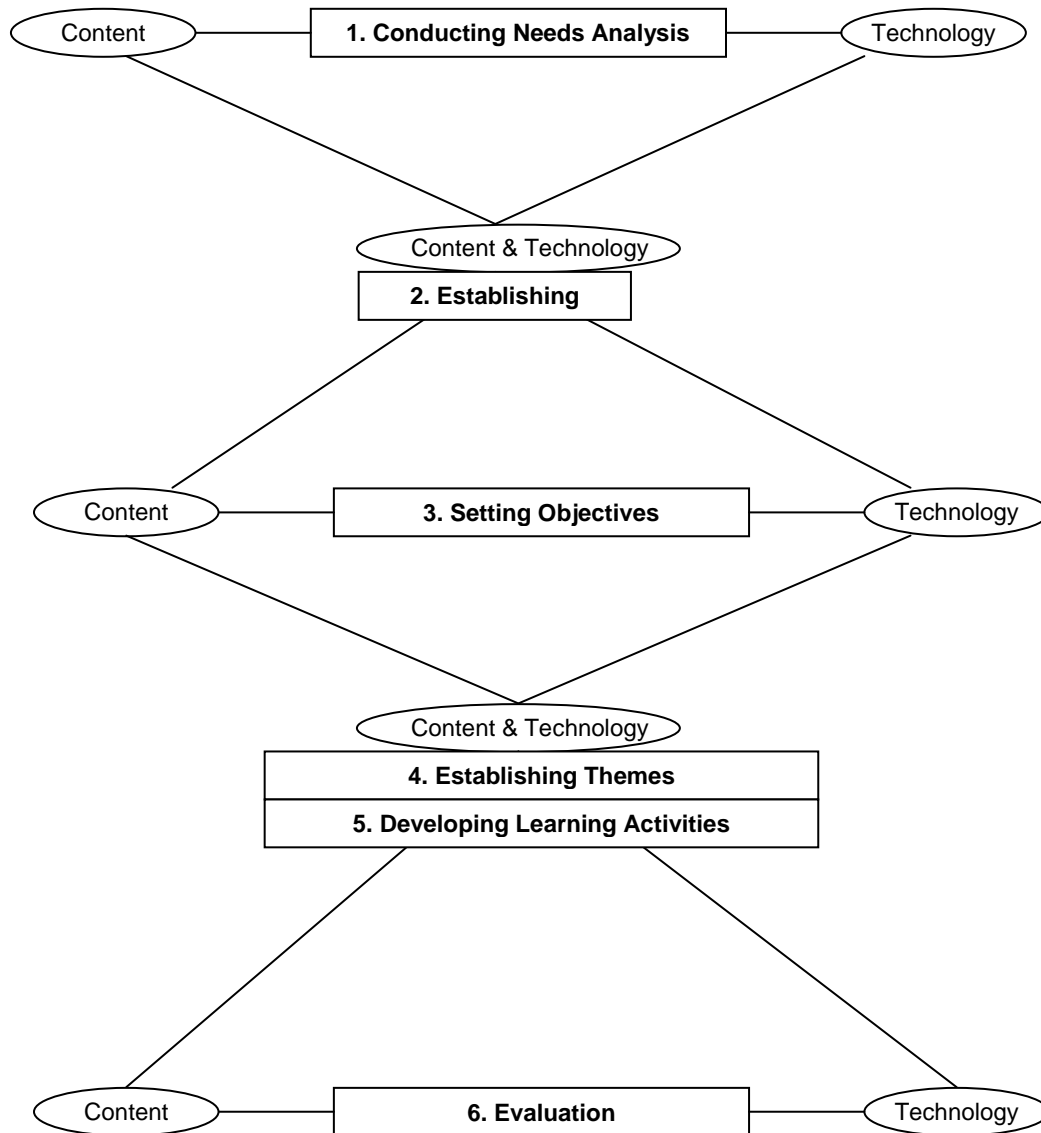 Content
1. Conducting Needs Analysis
Technology
Content & Technology
2. Establishing
Content
3. Setting Objectives
Technology
Content & Technology
4. Establishing Themes
5. Developing Learning Activities
Content
6. Evaluation
Technology